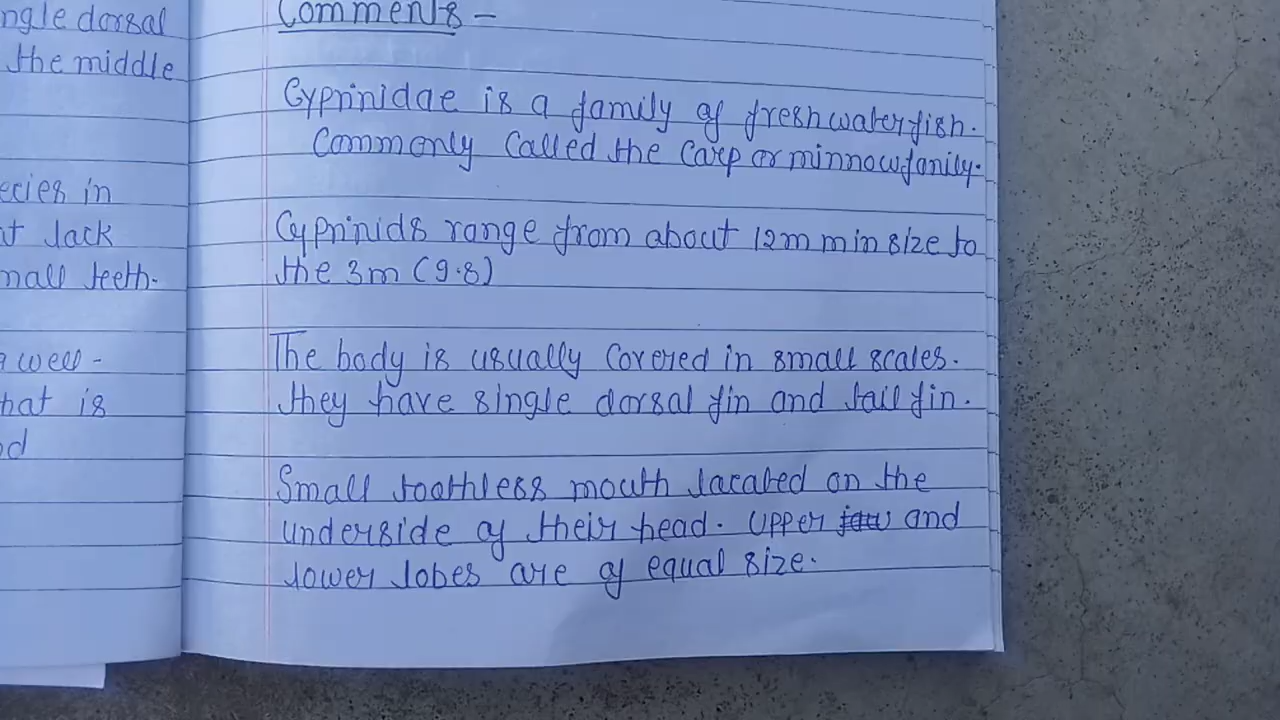 ngle dorsal
the middle
ecies in
t lack
mall teeth.
well -
hat is
od
Comments -
Cyprinidae is a family of freshwater fish.
Commonly Called the Carp or minnow fanily.
Cyprinids range from about 12mm in size to
the 3m (9.8)
The body is usually Covered in small scales.
they have single dorsal fin and tail fin.
Small toothless mouth located on the
underside of their head. Upper jaw and
lower lobes are of equal size.